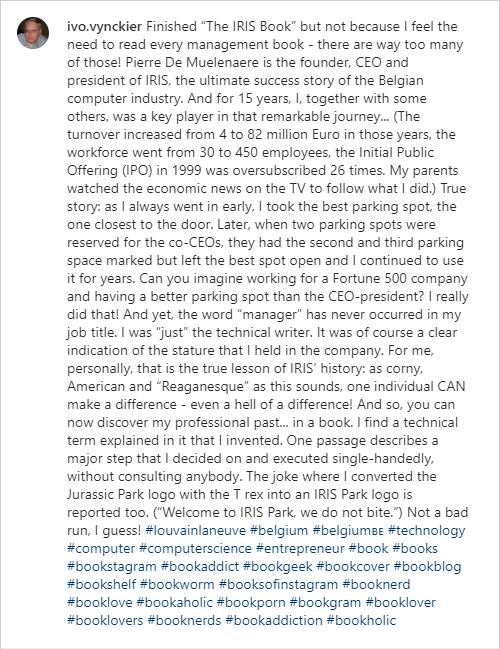 ivo.vynckier Finished “The IRIS Book” but not because I feel the
need to read every management book - there are way too many
of those! Pierre De Muelenaere is the founder, CEO and
president of IRIS, the ultimate success story of the Belgian
computer industry. And for 15 years, I, together with some
others, was a key player in that remarkable journey... (The
turnover increased from 4 to 82 million Euro in those years, the
workforce went from 30 to 450 employees, the Initial Public
Offering (IPO) in 1999 was oversubscribed 26 times. My parents
watched the economic news on the TV to follow what I did.) True
story: as I always went in early, I took the best parking spot, the
one closest to the door. Later, when two parking spots were
reserved for the co-CEOs, they had the second and third parking
space marked but left the best spot open and I continued to use
it for years. Can you imagine working for a Fortune 500 company
and having a better parking spot than the CEO-president? I really
did that! And yet, the word “manager” has never occurred in my
job title. I was “just” the technical writer. It was of course a clear
indication of the stature that I held in the company. For me,
personally, that is the true lesson of IRIS’ history: as corny,
American and “Reaganesque” as this sounds, one individual CAN
make a difference - even a hell of a difference! And so, you can
now discover my professional past... in a book. I find a technical
term explained in it that I invented. One passage describes a
major step that I decided on and executed single-handedly,
without consulting anybody. The joke where I converted the
Jurassic Park logo with the T rex into an IRIS Park logo is
reported too. (“Welcome to IRIS Park, we do not bite.”) Not a bad
run, I guess! #louvainlaneuve #belgium #belgiumʙᴇ #technology
#computer #computerscience #entrepreneur #book #books
#bookstagram #bookaddict #bookgeek #bookcover #bookblog
#bookshelf #bookworm #booksofinstagram #booknerd
#booklove #bookaholic #bookporn #bookgram #booklover
#booklovers #booknerds #bookaddiction #bookholic